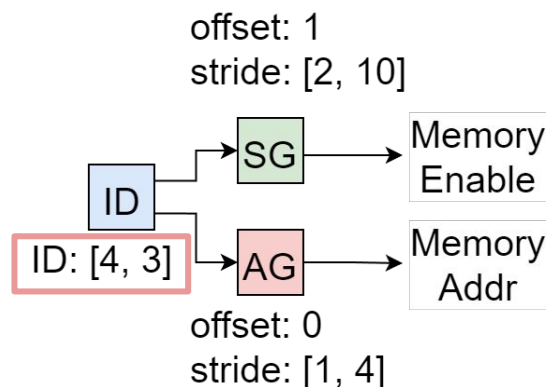 offset: 1
stride: [2, 10]
SG
Memory
Enable
ID
ID: [4, 3]
AG
Memory
Addr
offset: 0
stride: [1, 4]